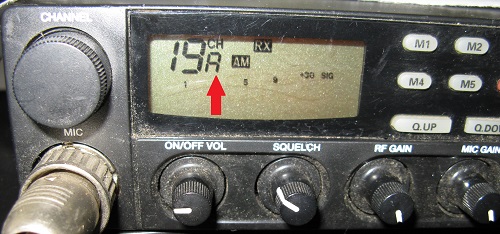 CHANNEL
19 CH RX
R AM
1 5 9 +30 SIG
M1 M2
M4 M5
Q.UP Q.DO
MIC
ON/OFF VOL SQUELCH RF GAIN MIC GAIN